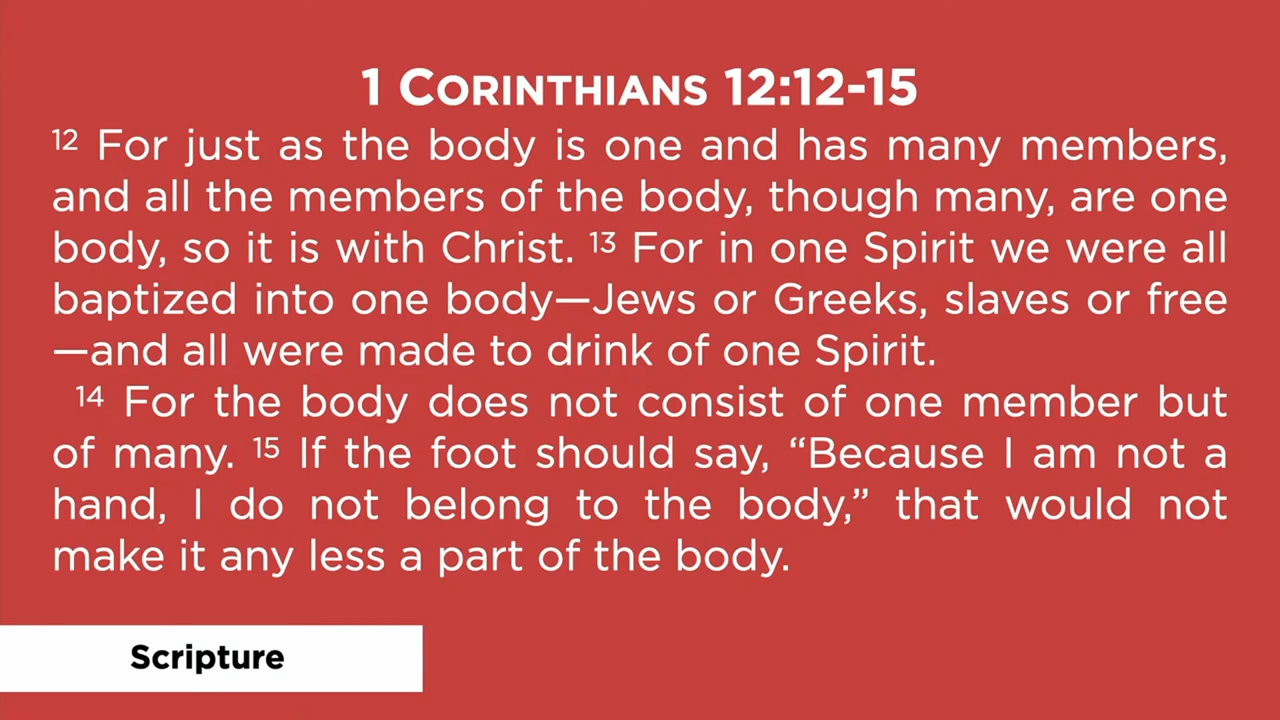 1 CORINTHIANS 12:12-15
12 For just as the body is one and has many members,
and all the members of the body, though many, are one
body, so it is with Christ. 13 For in one Spirit we were all
baptized into one body—Jews or Greeks, slaves or free
—and all were made to drink of one Spirit.
14 For the body does not consist of one member but
of many. 15 If the foot should say, “Because I am not a
hand, I do not belong to the body,” that would not
make it any less a part of the body.
Scripture